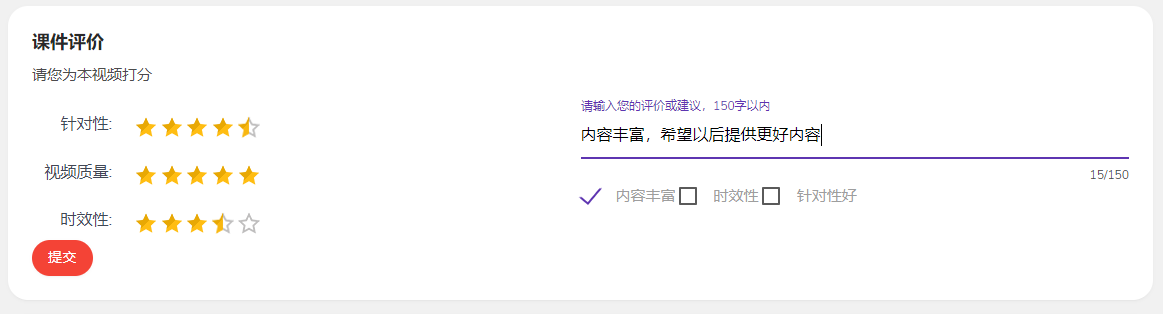 课件评价
请您为本视频打分
针对性:
视频质量:
时效性:
提交
请输入您的评价或建议，150字以内
内容丰富，希望以后提供更好内容
15/150
内容丰富 时效性 针对性好